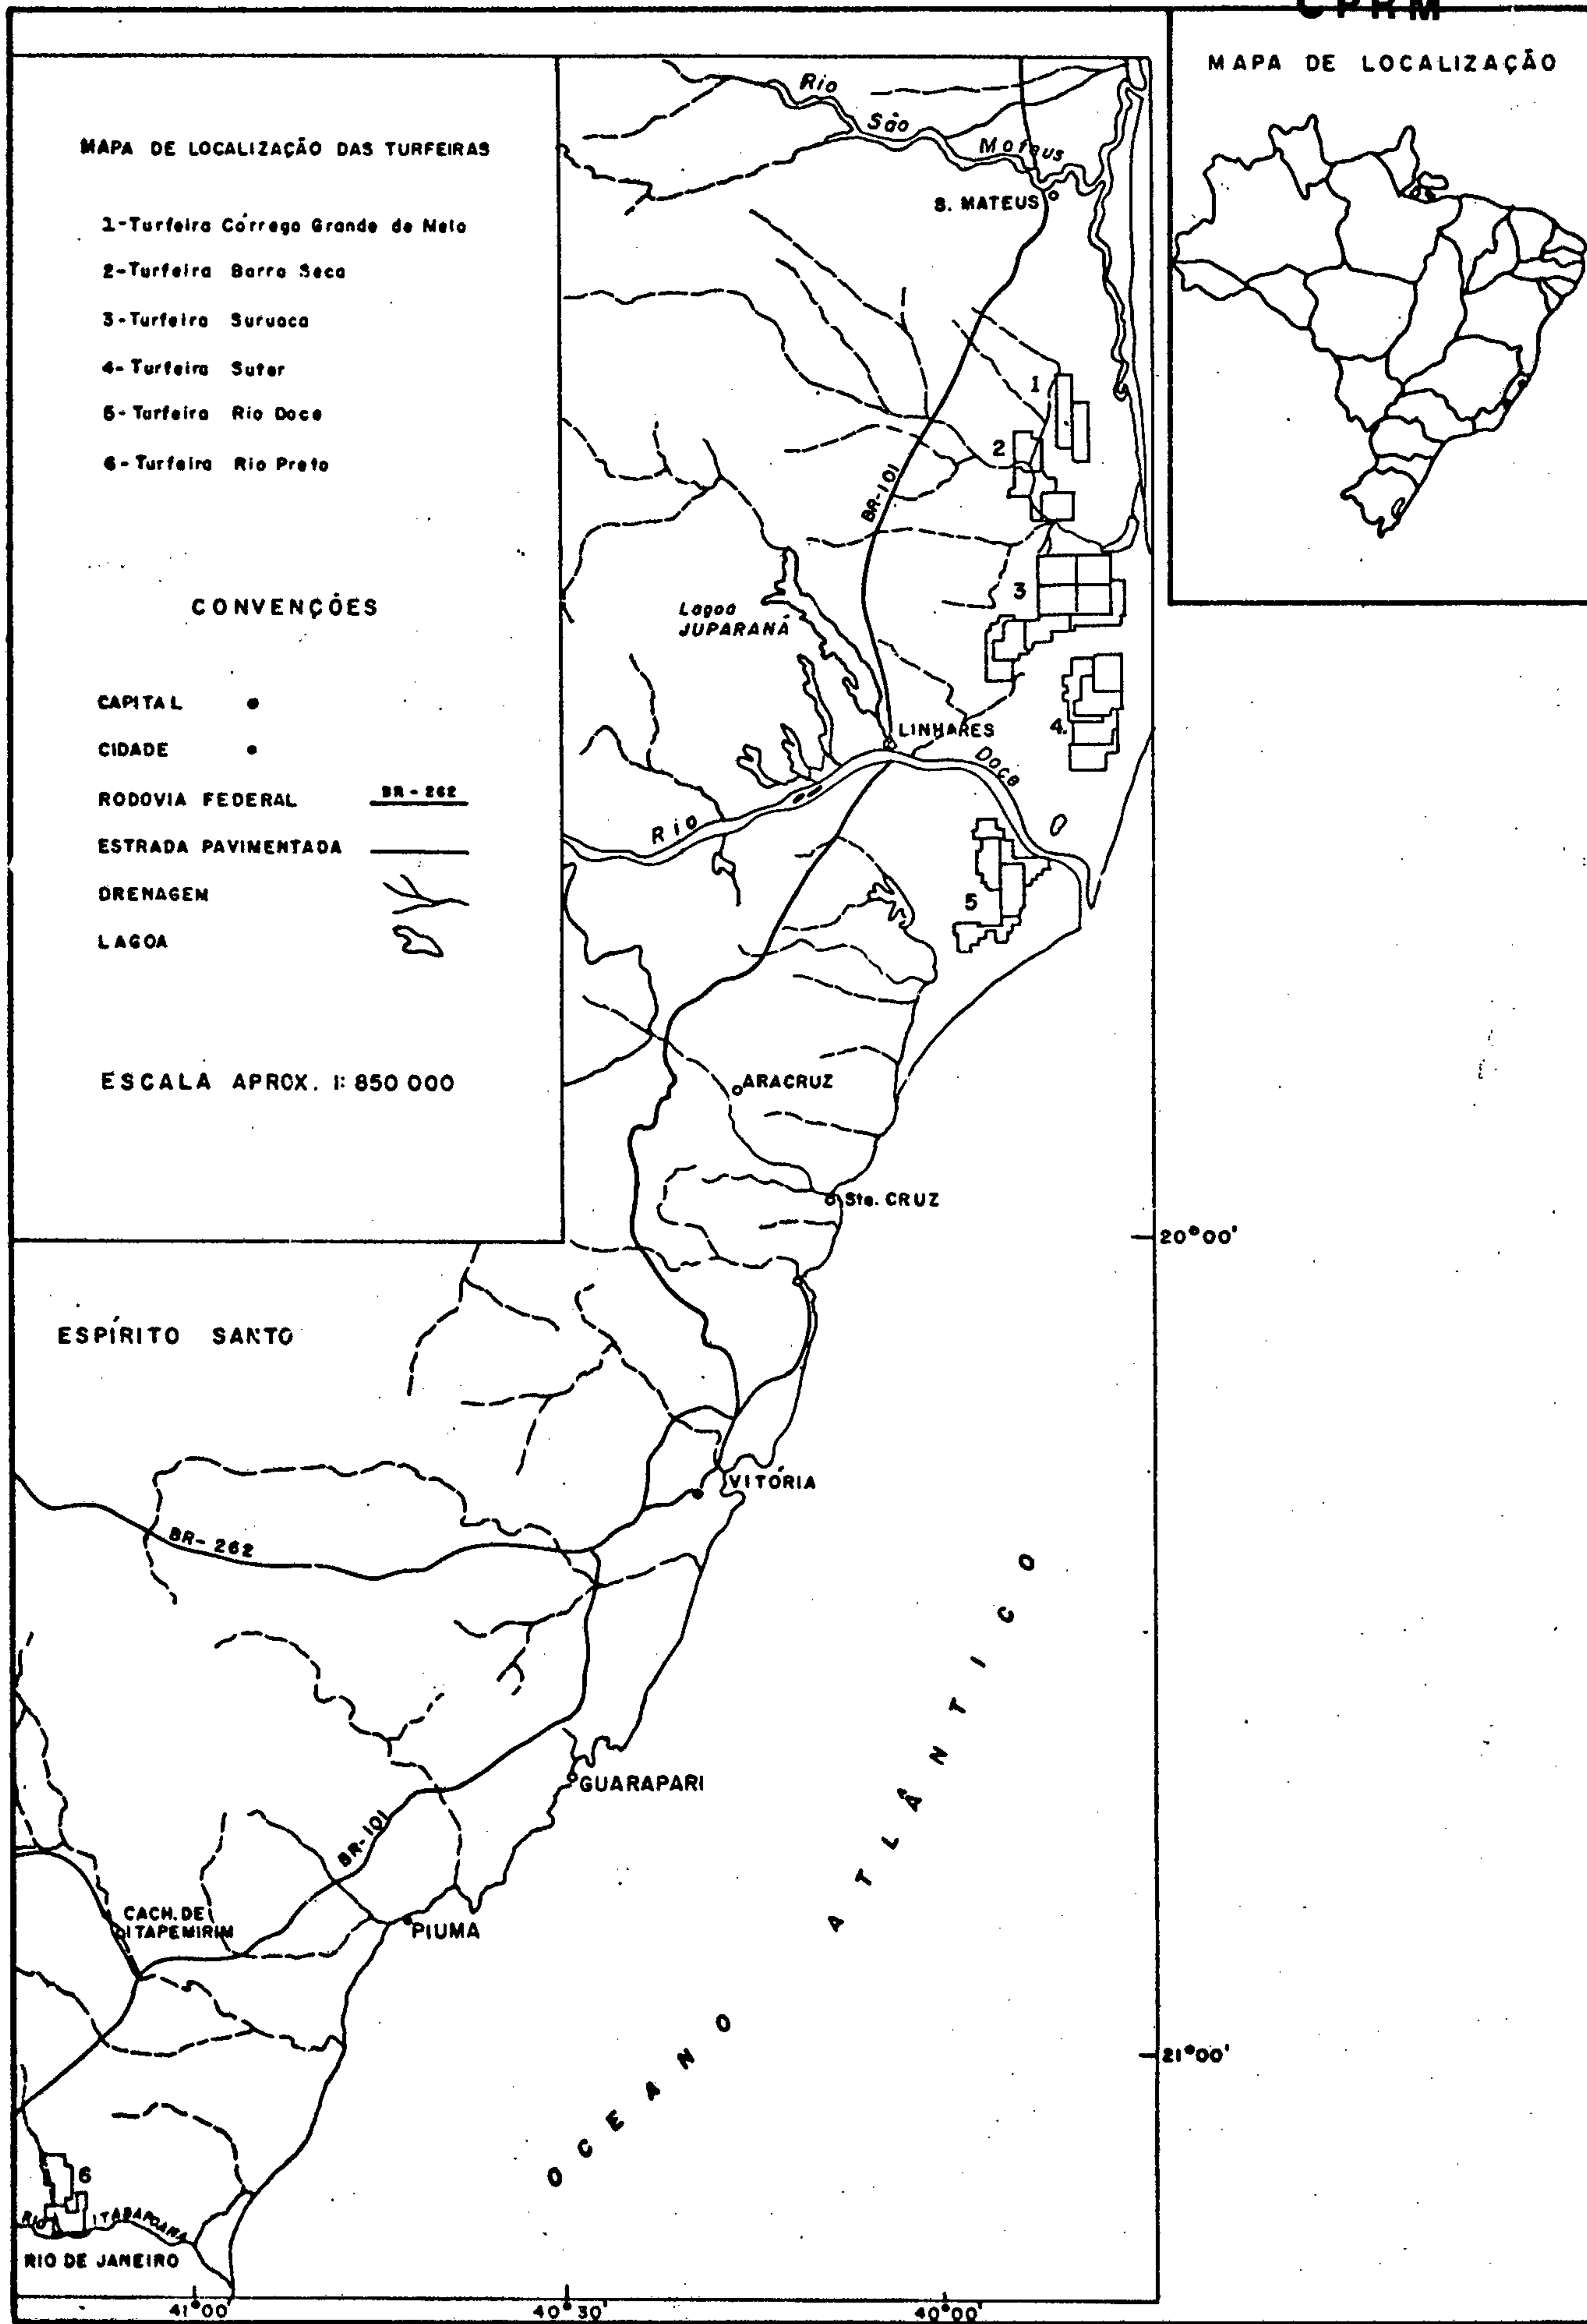 CPRM
MAPA DE LOCALIZAÇÃO
MAPA DE LOCALIZAÇÃO DAS TURFEIRAS
1-Turfeira Córrego Grande de Meio
2-Turfeira Barra Seca
3-Turfeira Suruaca
4-Turfeira Suter
5-Turfeira Rio Doce
6-Turfeira Rio Preto
CONVENÇÕES
CAPITAL
CIDADE
RODOVIA FEDERAL BR-262
ESTRADA PAVIMENTADA
DRENAGEM
LAGOA
ESCALA APROX. 1:850 000
Rio São Mateus
S. MATEUS
1
2
BR-101
3
Lagoa
JUPARANÁ
4.
LINHARES
Rio Doce
5
ARACRUZ
Sta. CRUZ
20°00'
ESPÍRITO SANTO
VITÓRIA
BR-262
GUARAPARI
BR-101
CACH. DE
ITAPEMIRIM
PIUMA
OCEANO ATLÂNTICO
21°00'
6
RIO ITABAPOANA
RIO DE JANEIRO
41°00'
40°30'
40°00'